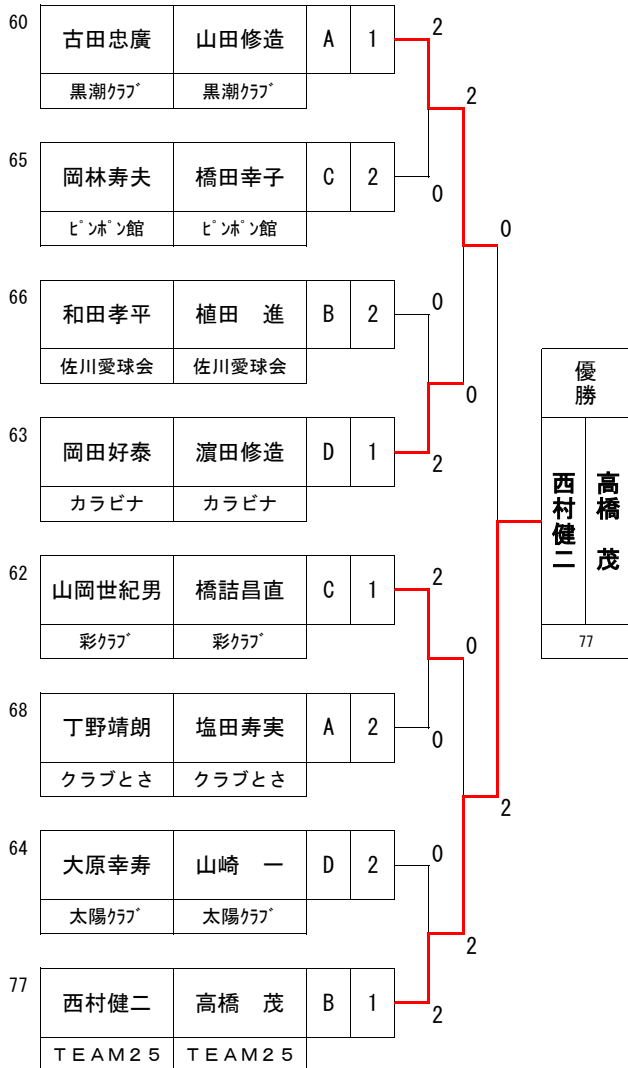 60
古田忠廣 山田修造 A 1
黒潮ｸﾗﾌﾞ 黒潮ｸﾗﾌﾞ
2
2
65
岡林寿夫 橋田幸子 C 2
ﾋﾟﾝﾎﾟﾝ館 ﾋﾟﾝﾎﾟﾝ館
0
0
66
和田孝平 植田　進 B 2
佐川愛球会 佐川愛球会
0
0
63
岡田好泰 濵田修造 D 1
カラビナ カラビナ
2
優勝
西村健二 高橋　茂
77
62
山岡世紀男 橋詰昌直 C 1
彩ｸﾗﾌﾞ 彩ｸﾗﾌﾞ
2
0
68
丁野靖朗 塩田寿実 A 2
クラブとさ クラブとさ
0
2
64
大原幸寿 山崎　一 D 2
太陽ｸﾗﾌﾞ 太陽ｸﾗﾌﾞ
0
2
77
西村健二 高橋　茂 B 1
ＴＥＡＭ２５ ＴＥＡＭ２５
2